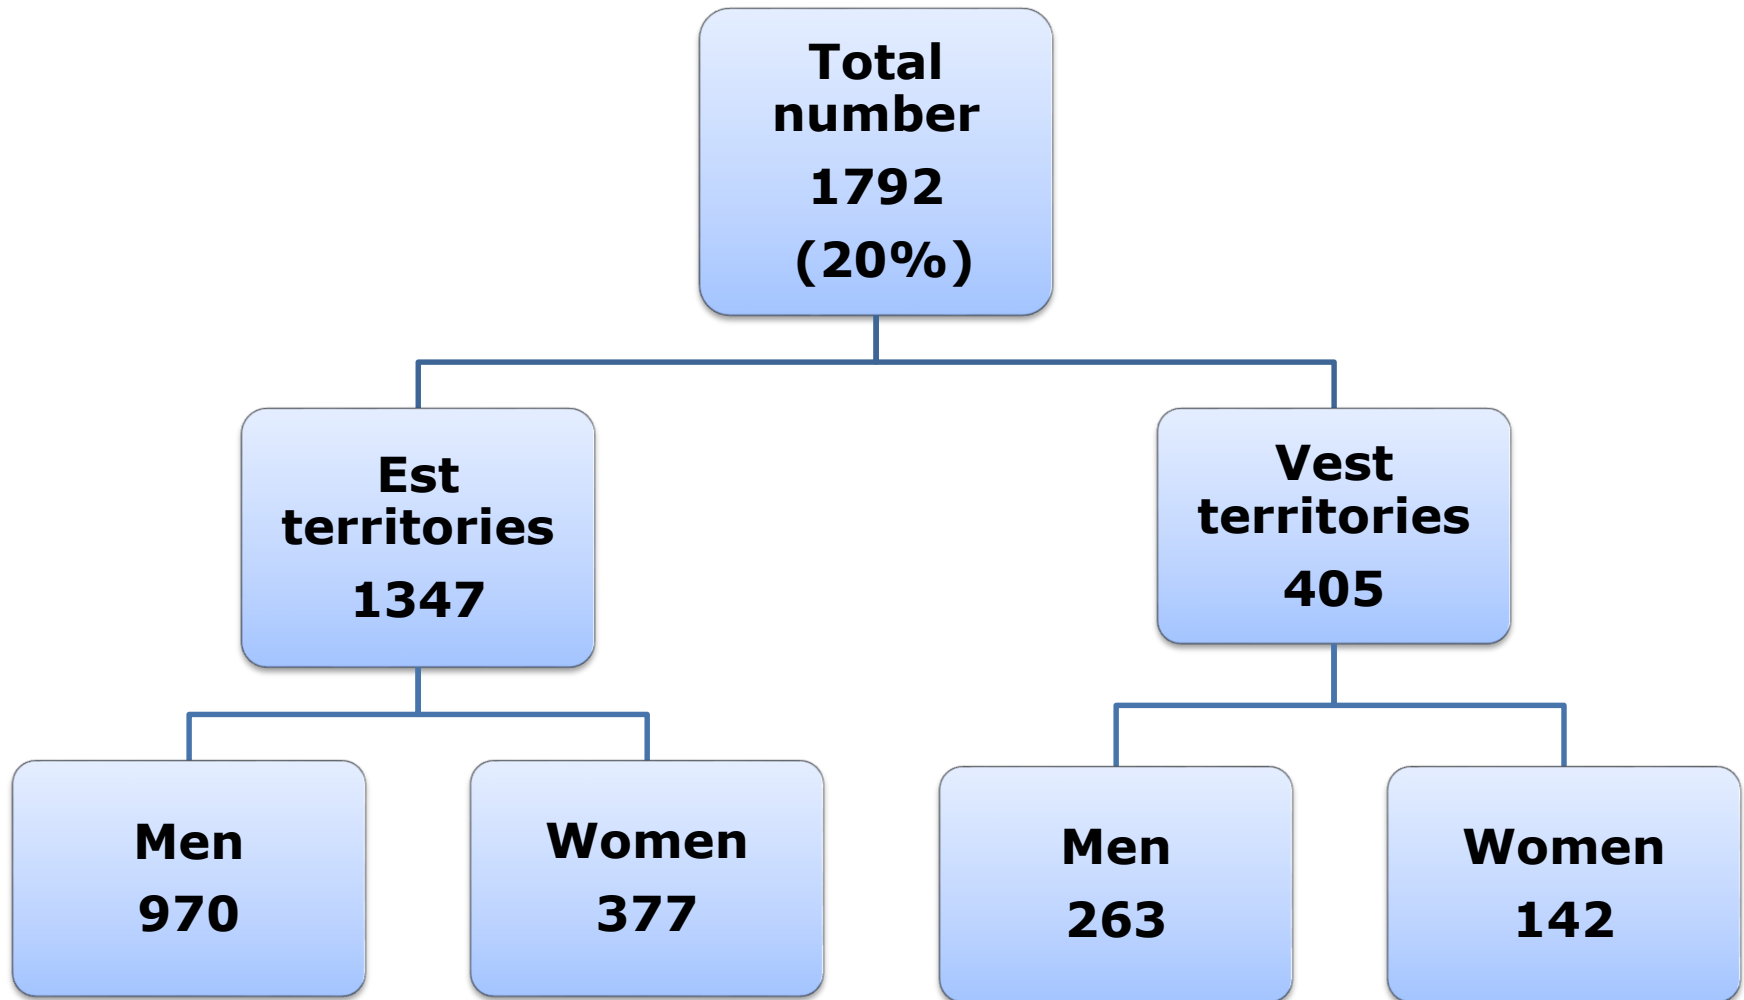 Total
number
1792
(20%)
Est
territories
1347
Vest
territories
405
Men
970
Women
377
Men
263
Women
142